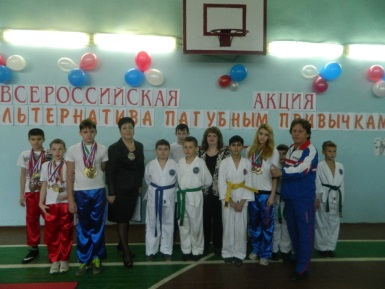 ВСЕРОССИЙСКАЯ АКЦИЯ
ЛЬТЕРНАТИВА ПАГУБНЫМ ПРИВЫЧКАМ